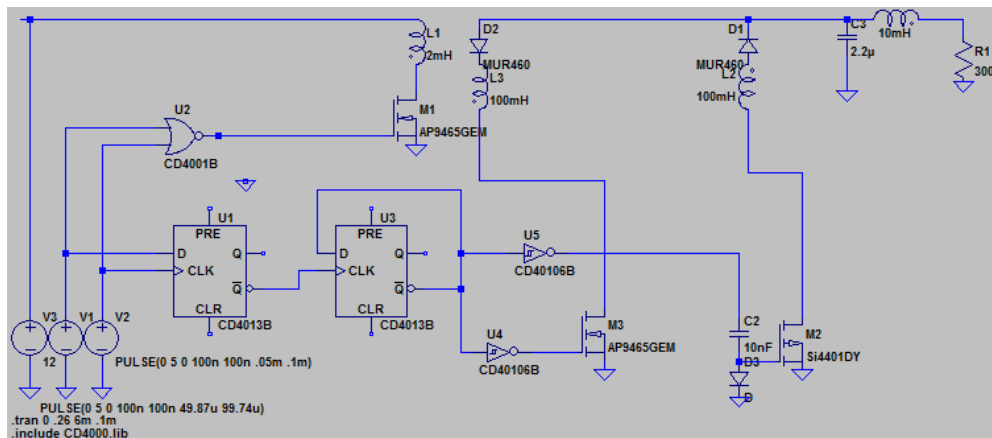 L1
2mH
D2
MUR460
L3
100mH
D1
MUR460
L2
100mH
C3
2.2µ
10mH
R1
300
U2
CD4001B
M1
AP9465GEM
U1
PRE
D
Q
CLK
Q
CLR
CD4013B
U3
PRE
D
Q
CLK
Q
CLR
CD4013B
U5
CD40106B
U4
CD40106B
M3
AP9465GEM
C2
10nF
D3
D
M2
Si4401DY
V3
12
V1
V2
PULSE(0 5 0 100n 100n .05m .1m)
PULSE(0 5 0 100n 100n 49.87u 99.74u)
.tran 0 .26 6m .1m
.include CD4000.lib